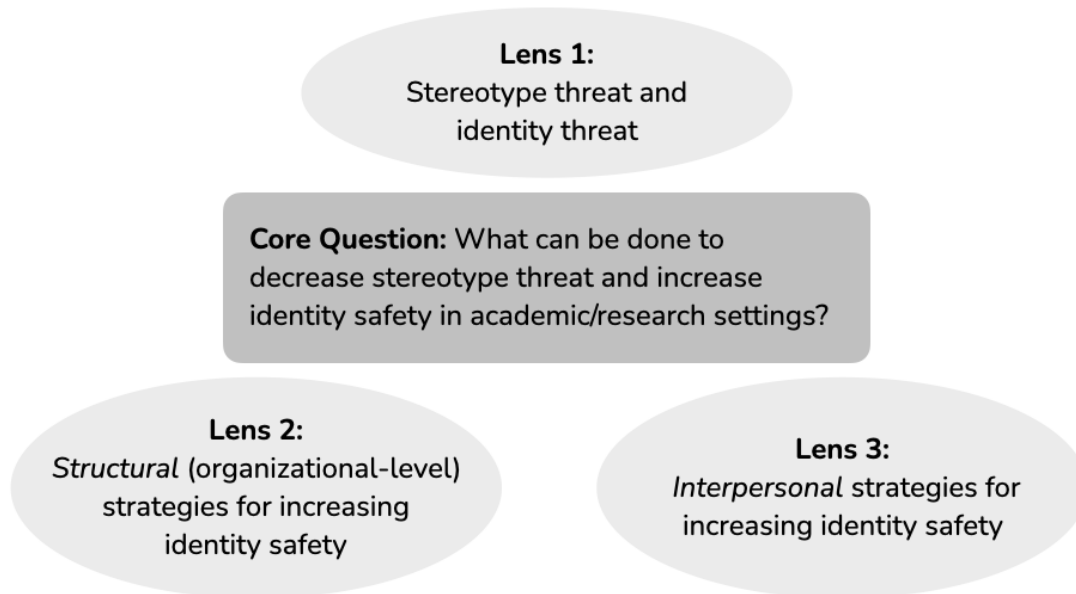 Lens 1:
Stereotype threat and
identity threat
Core Question: What can be done to
decrease stereotype threat and increase
identity safety in academic/research settings?
Lens 2:
Structural (organizational-level)
strategies for increasing
identity safety
Lens 3:
Interpersonal strategies for
increasing identity safety